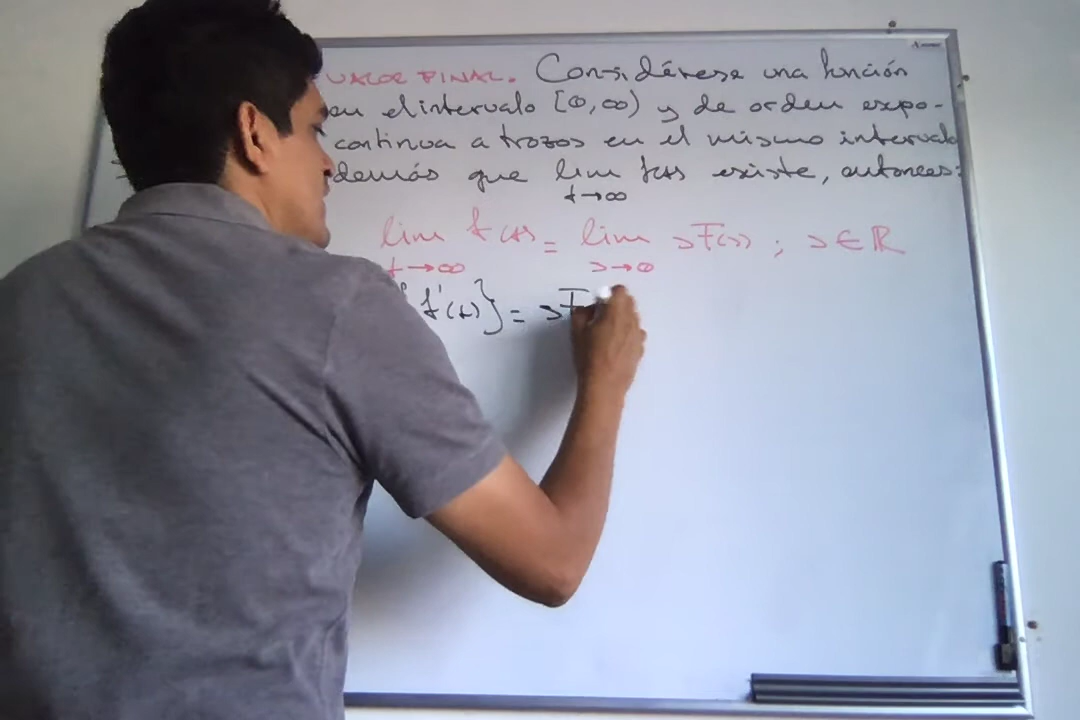 VALOR FINAL. Considérese una función
en el intervalo [0,∞) y de orden expo-
continua a trozos en el mismo intervalo
demás que lim f(t) existe, entonces:
t→∞
lim f(t) = lim sF(s) ; s∈ℝ
t→∞ s→0
f'(t)} = sF